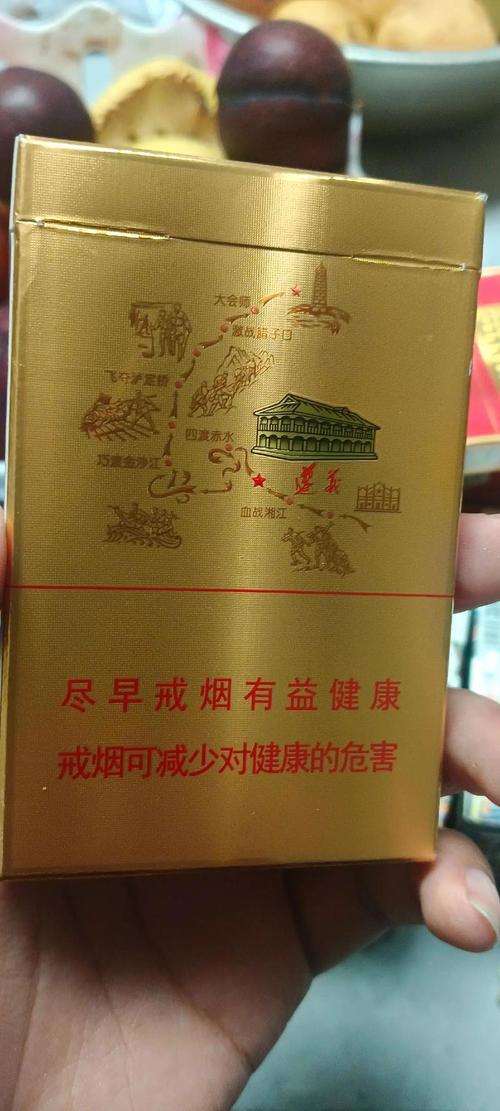 大会师
激战腊子口
飞夺泸定桥
四渡赤水
巧渡金沙江
遵义
血战湘江
尽早戒烟有益健康
戒烟可减少对健康的危害